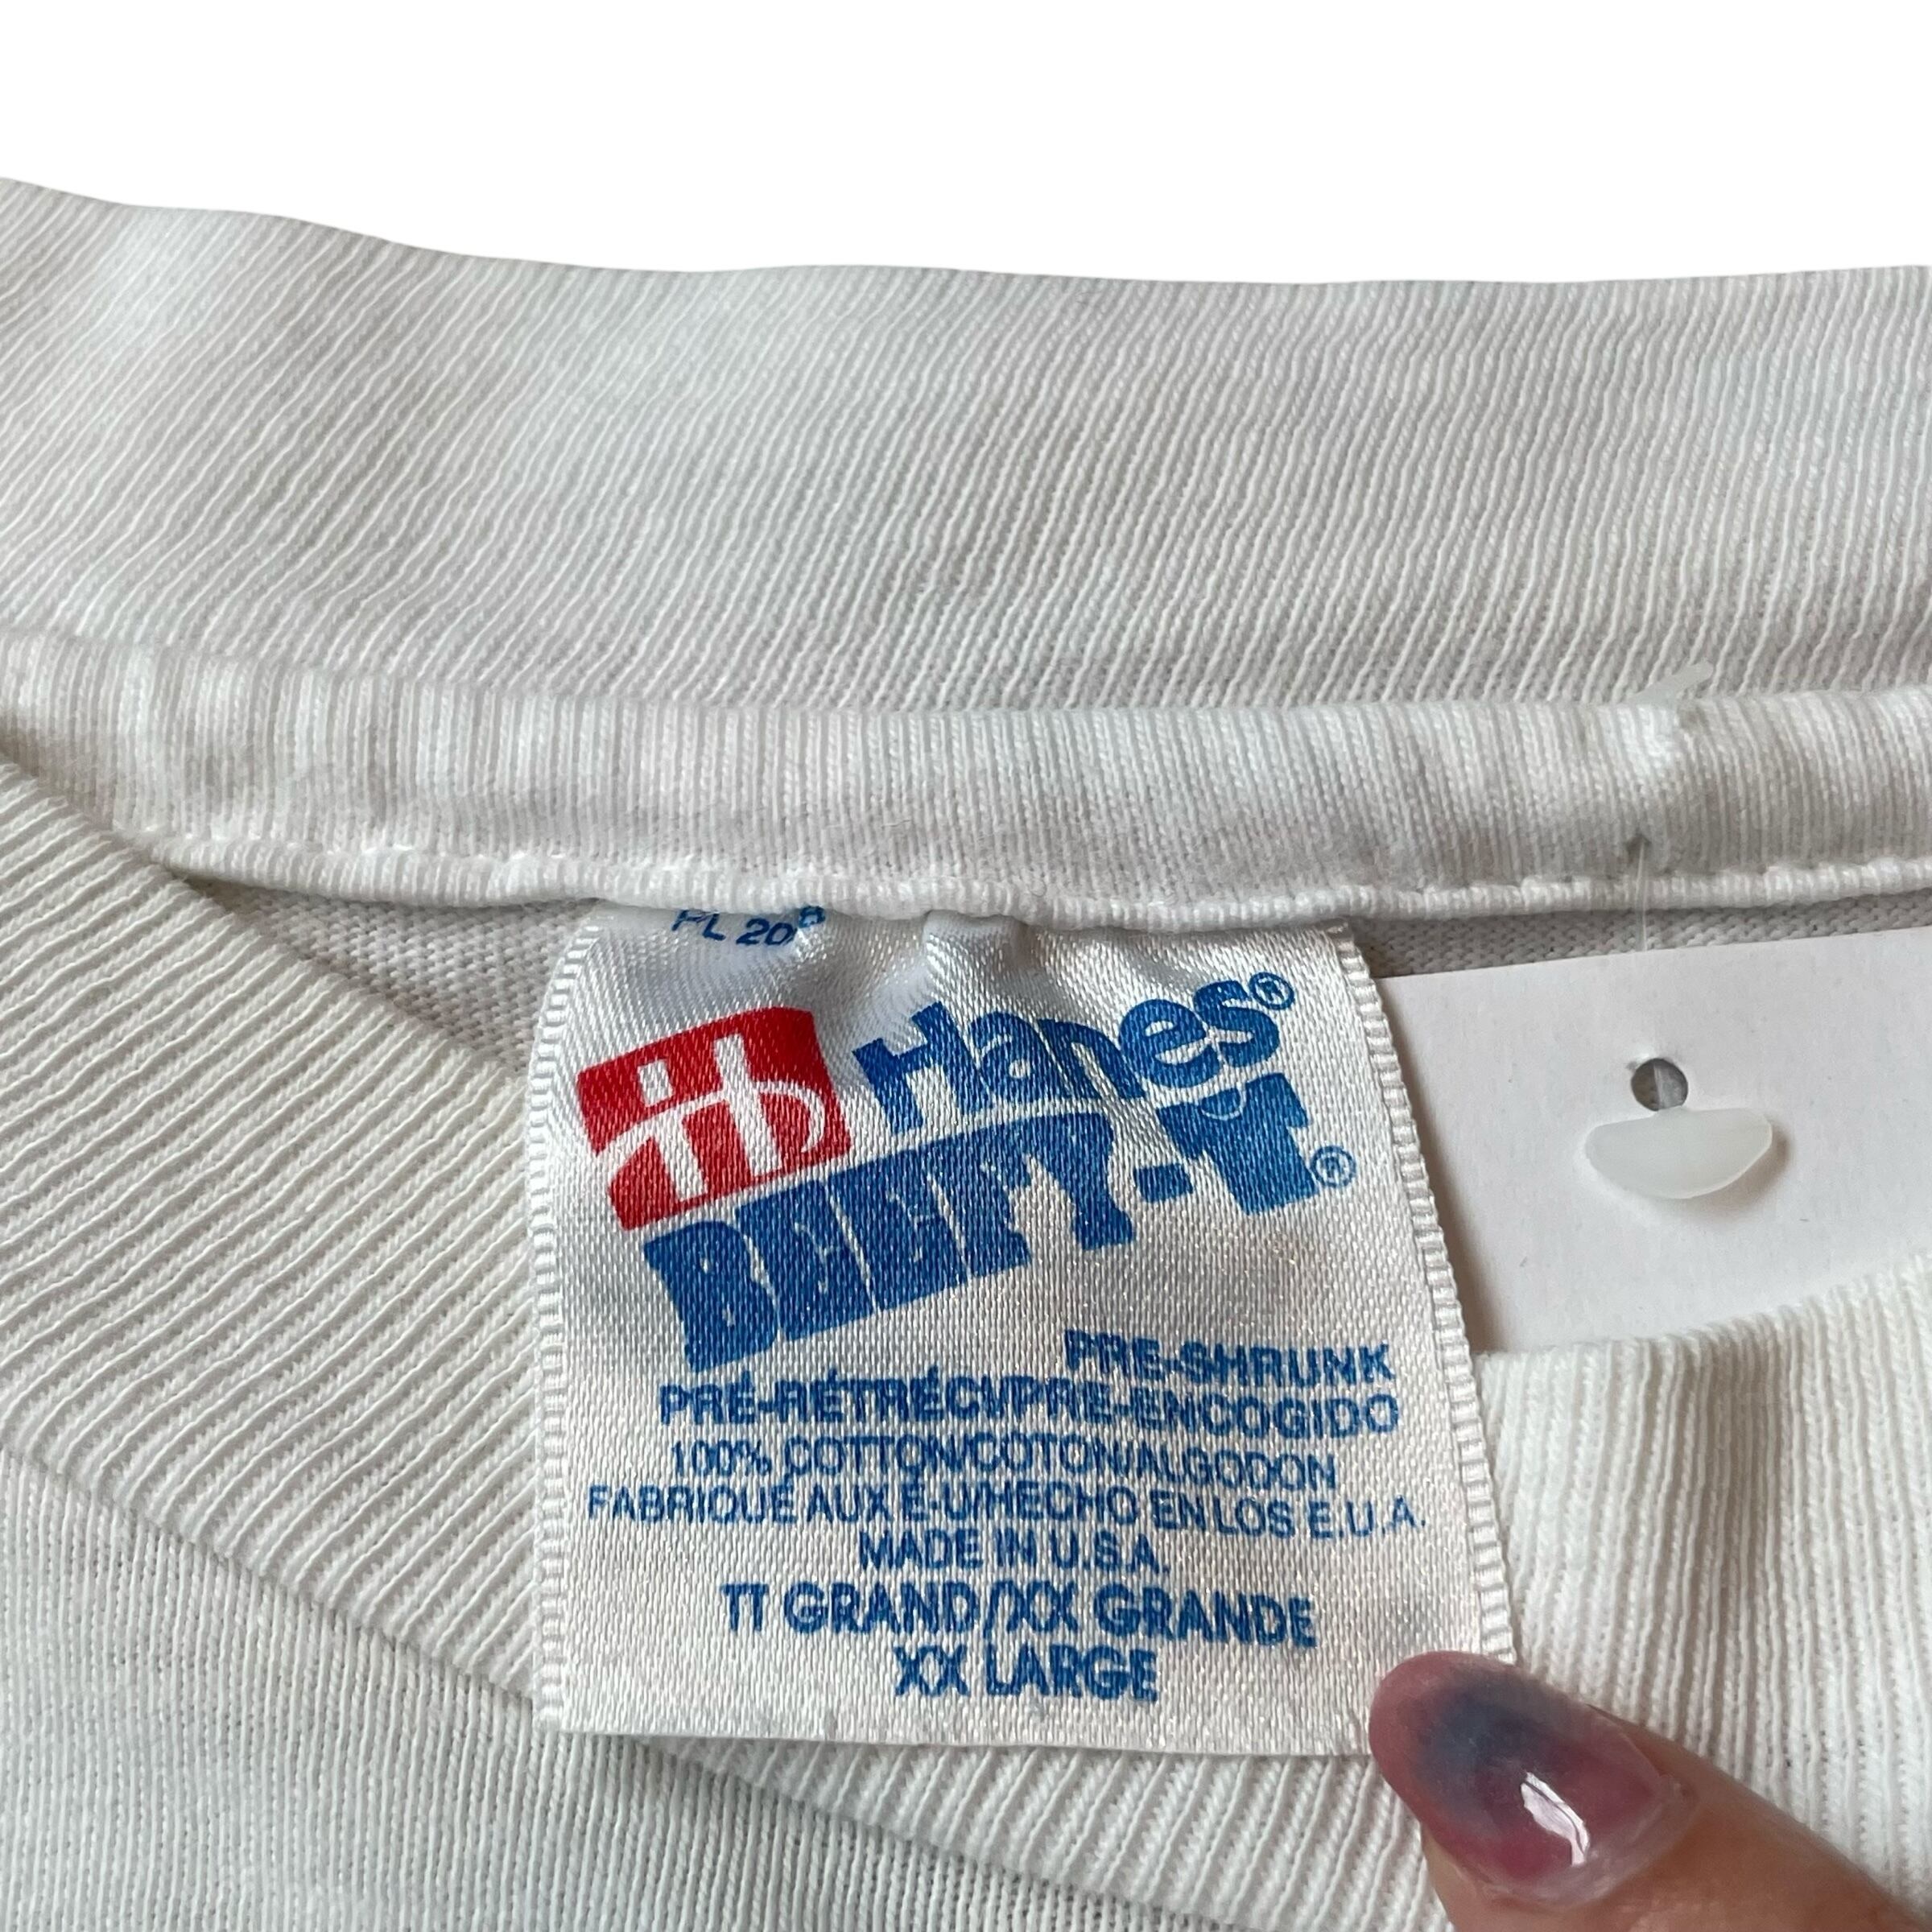 PL 20 8
Hanes®
BEEFY-T®
PRE-SHRUNK
PRÉ-RÉTRÉCI/PRE-ENCOGIDO
100% COTTON/COTON/ALGODON
FABRIQUÉ AUX É-U/HECHO EN LOS E.U.A.
MADE IN U.S.A.
TT GRAND/XX GRANDE
XX LARGE